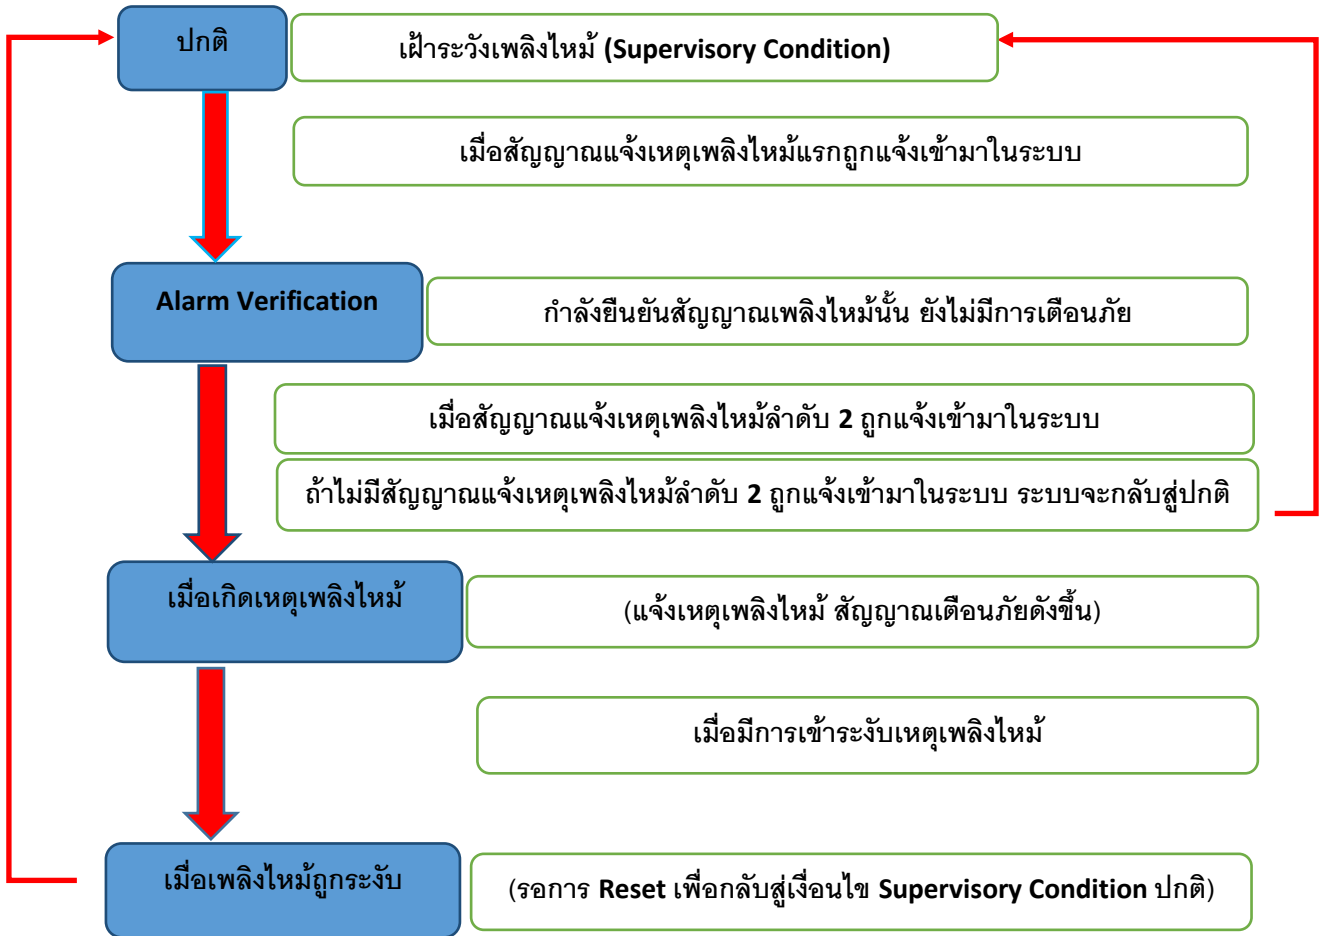 ปกติ
เฝ้าระวังเพลิงไหม้ (Supervisory Condition)
เมื่อสัญญาณแจ้งเหตุเพลิงไหม้แรกถูกแจ้งเข้ามาในระบบ
Alarm Verification
กำลังยืนยันสัญญาณเพลิงไหม้นั้น ยังไม่มีการเตือนภัย
เมื่อสัญญาณแจ้งเหตุเพลิงไหม้ลำดับ 2 ถูกแจ้งเข้ามาในระบบ
ถ้าไม่มีสัญญาณแจ้งเหตุเพลิงไหม้ลำดับ 2 ถูกแจ้งเข้ามาในระบบ ระบบจะกลับสู่ปกติ
เมื่อเกิดเหตุเพลิงไหม้
(แจ้งเหตุเพลิงไหม้ สัญญาณเตือนภัยดังขึ้น)
เมื่อมีการเข้าระงับเหตุเพลิงไหม้
เมื่อเพลิงไหม้ถูกระงับ
(รอการ Reset เพื่อกลับสู่เงื่อนไข Supervisory Condition ปกติ)